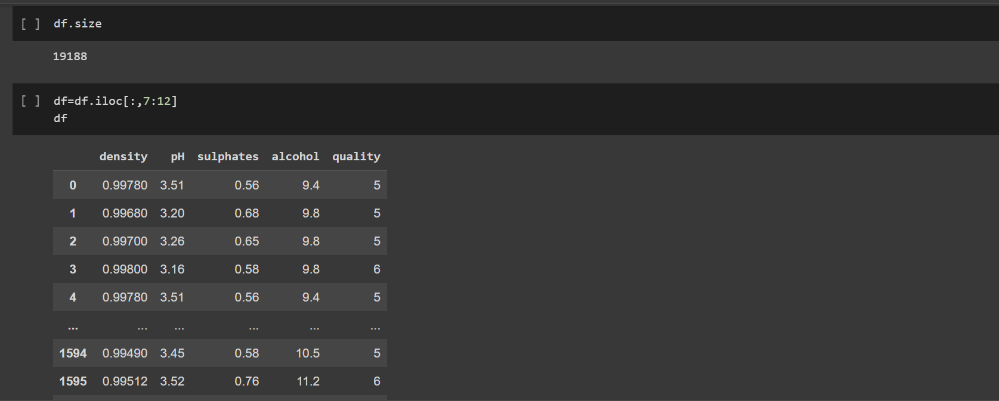 [ ] df.size
19188
[ ] df=df.iloc[:,7:12]
df
density pH sulphates alcohol quality
0 0.99780 3.51 0.56 9.4 5
1 0.99680 3.20 0.68 9.8 5
2 0.99700 3.26 0.65 9.8 5
3 0.99800 3.16 0.58 9.8 6
4 0.99780 3.51 0.56 9.4 5
... ... ... ... ... ...
1594 0.99490 3.45 0.58 10.5 5
1595 0.99512 3.52 0.76 11.2 6